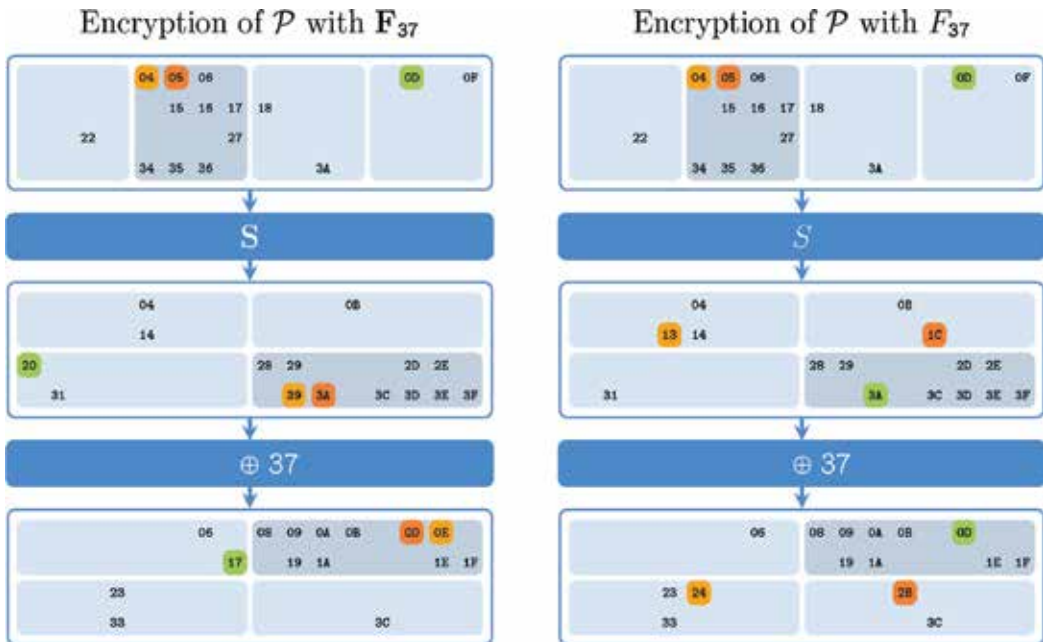 Encryption of 𝒫 with F₃₇
04 05 06 0D 0F
15 16 17 18
22 27
34 35 36 3A
S
04 0B
14
20 28 29 2D 2E
31 39 3A 3C 3D 3E 3F
⊕ 37
06 08 09 0A 0B 0D 0E
17 19 1A 1E 1F
23
33 3C
Encryption of 𝒫 with F₃₇
04 05 06 0D 0F
15 16 17 18
22 27
34 35 36 3A
S
04 0B
13 14 1C
28 29 2D 2E
31 3A 3C 3D 3E 3F
⊕ 37
06 08 09 0A 0B 0D
19 1A 1E 1F
23 24 2B
33 3C